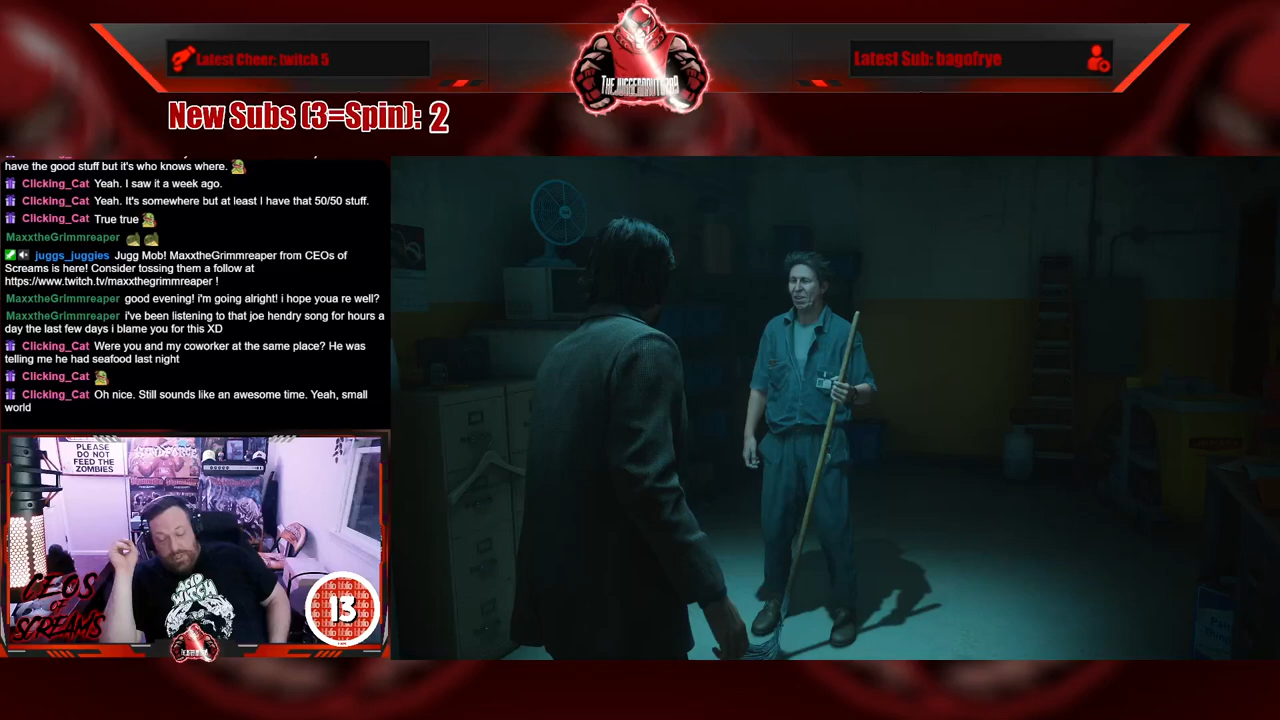 Latest Cheer: twitch 5
THEJUGGERNAUT0209
Latest Sub: bagofrye
New Subs (3=Spin): 2
have the good stuff but it's who knows where.
Clicking_Cat Yeah. I saw it a week ago.
Clicking_Cat Yeah. It's somewhere but at least I have that 50/50 stuff.
Clicking_Cat True true
MaxxtheGrimmreaper
juggs_juggies Jugg Mob! MaxxtheGrimmreaper from CEOs of
Screams is here! Consider tossing them a follow at
https://www.twitch.tv/maxxthegrimmreaper !
MaxxtheGrimmreaper good evening! i'm going alright! i hope youa re well?
MaxxtheGrimmreaper i've been listening to that joe hendry song for hours a
day the last few days i blame you for this XD
Clicking_Cat Were you and my coworker at the same place? He was
telling me he had seafood last night
Clicking_Cat
Clicking_Cat Oh nice. Still sounds like an awesome time. Yeah, small
world
PLEASE
DO NOT
FEED THE
ZOMBIES
ACID
WITCH
CEOS
OF
SCREAMS
13